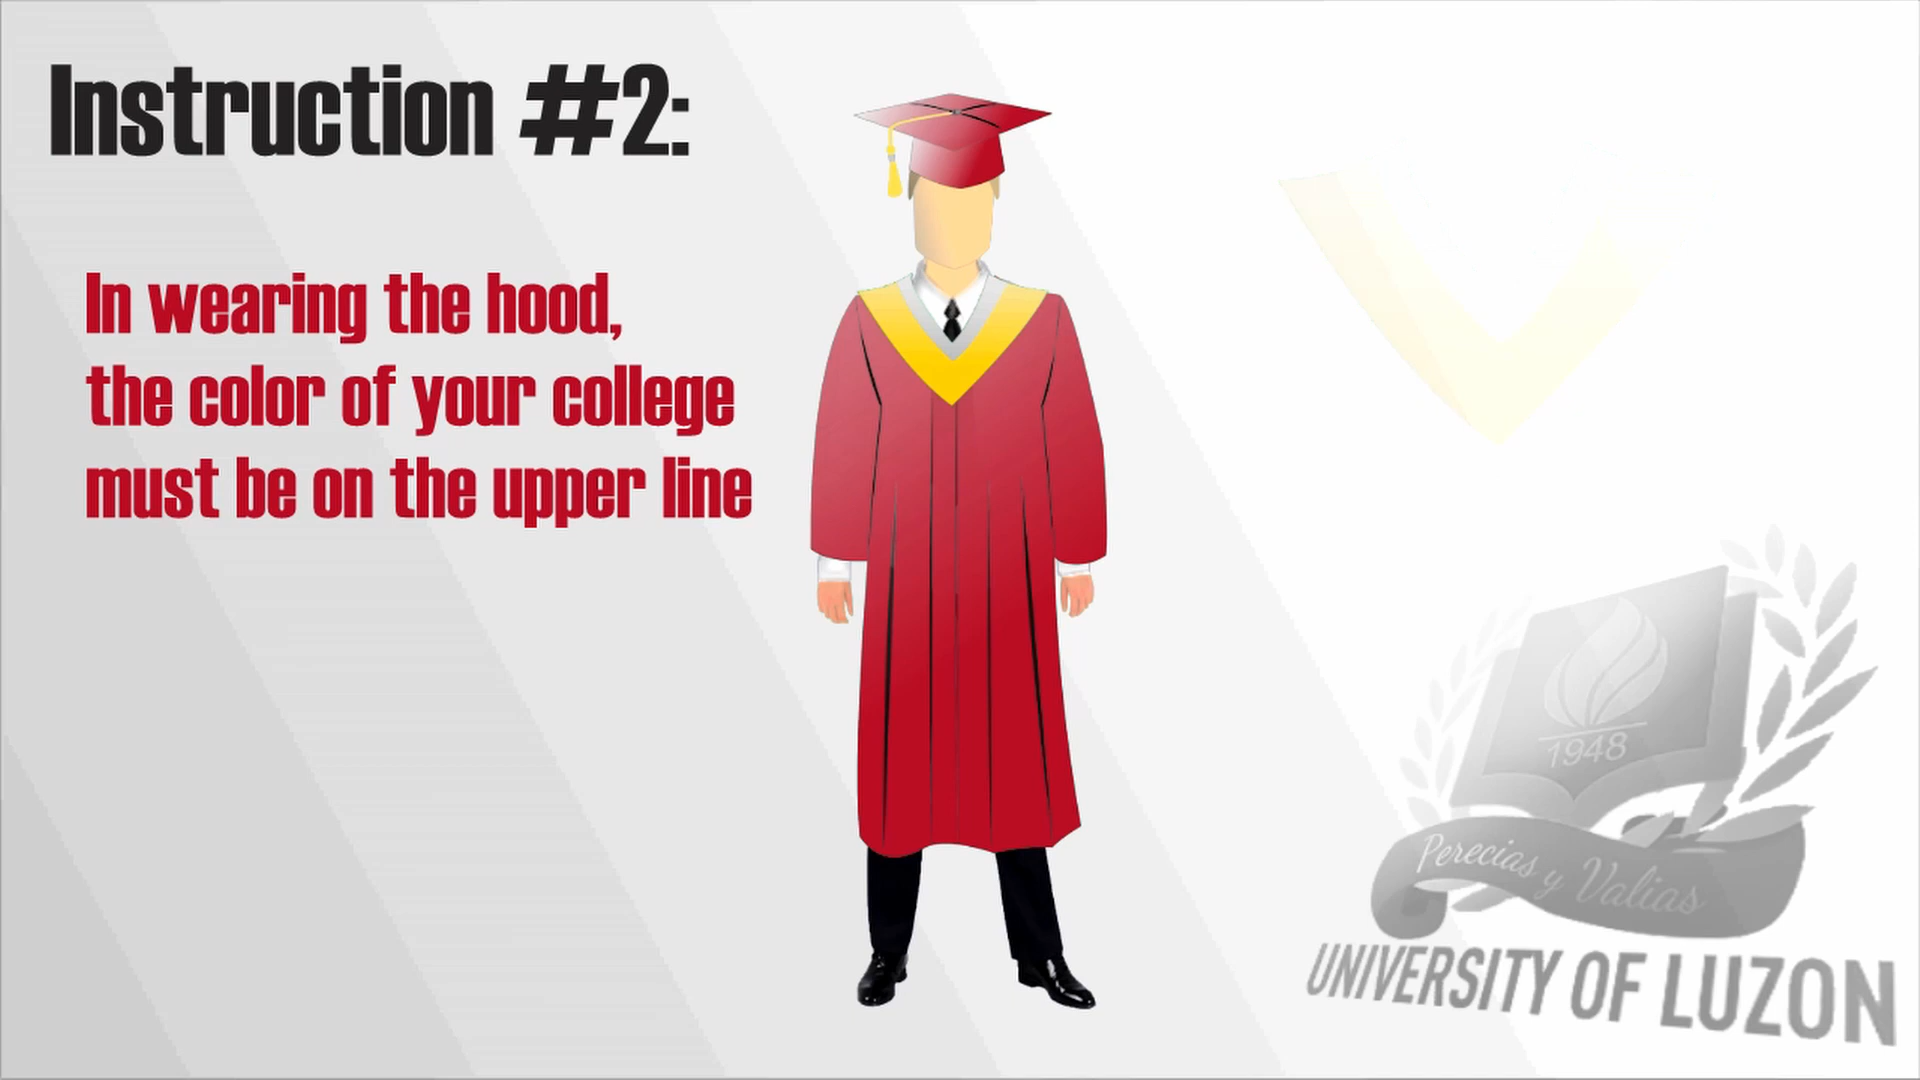 Instruction #2:
In wearing the hood,
the color of your college
must be on the upper line
1948
Perecias y Valias
UNIVERSITY OF LUZON